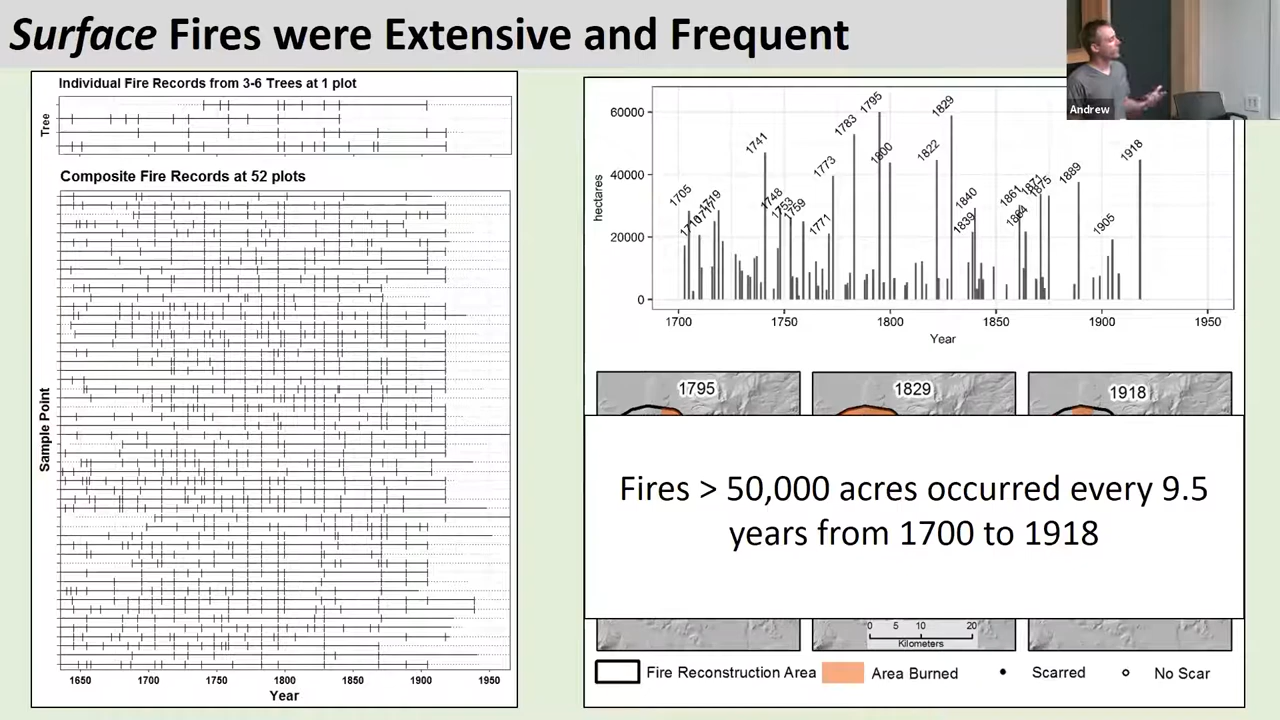 Surface Fires were Extensive and Frequent
Andrew
Individual Fire Records from 3-6 Trees at 1 plot
Tree
Composite Fire Records at 52 plots
Sample Point
1650 1700 1750 1800 1850 1900 1950
Year
hectares
60000
40000
20000
0
1705
1719
1741
1748
1753
1759
1771
1773
1783
1795
1800
1822
1829
1839
1840
1861
1864
1871
1875
1889
1905
1918
1700 1750 1800 1850 1900 1950
Year
1795 1829 1918
Fires > 50,000 acres occurred every 9.5
years from 1700 to 1918
0 5 10 20
Kilometers
Fire Reconstruction Area Area Burned Scarred No Scar